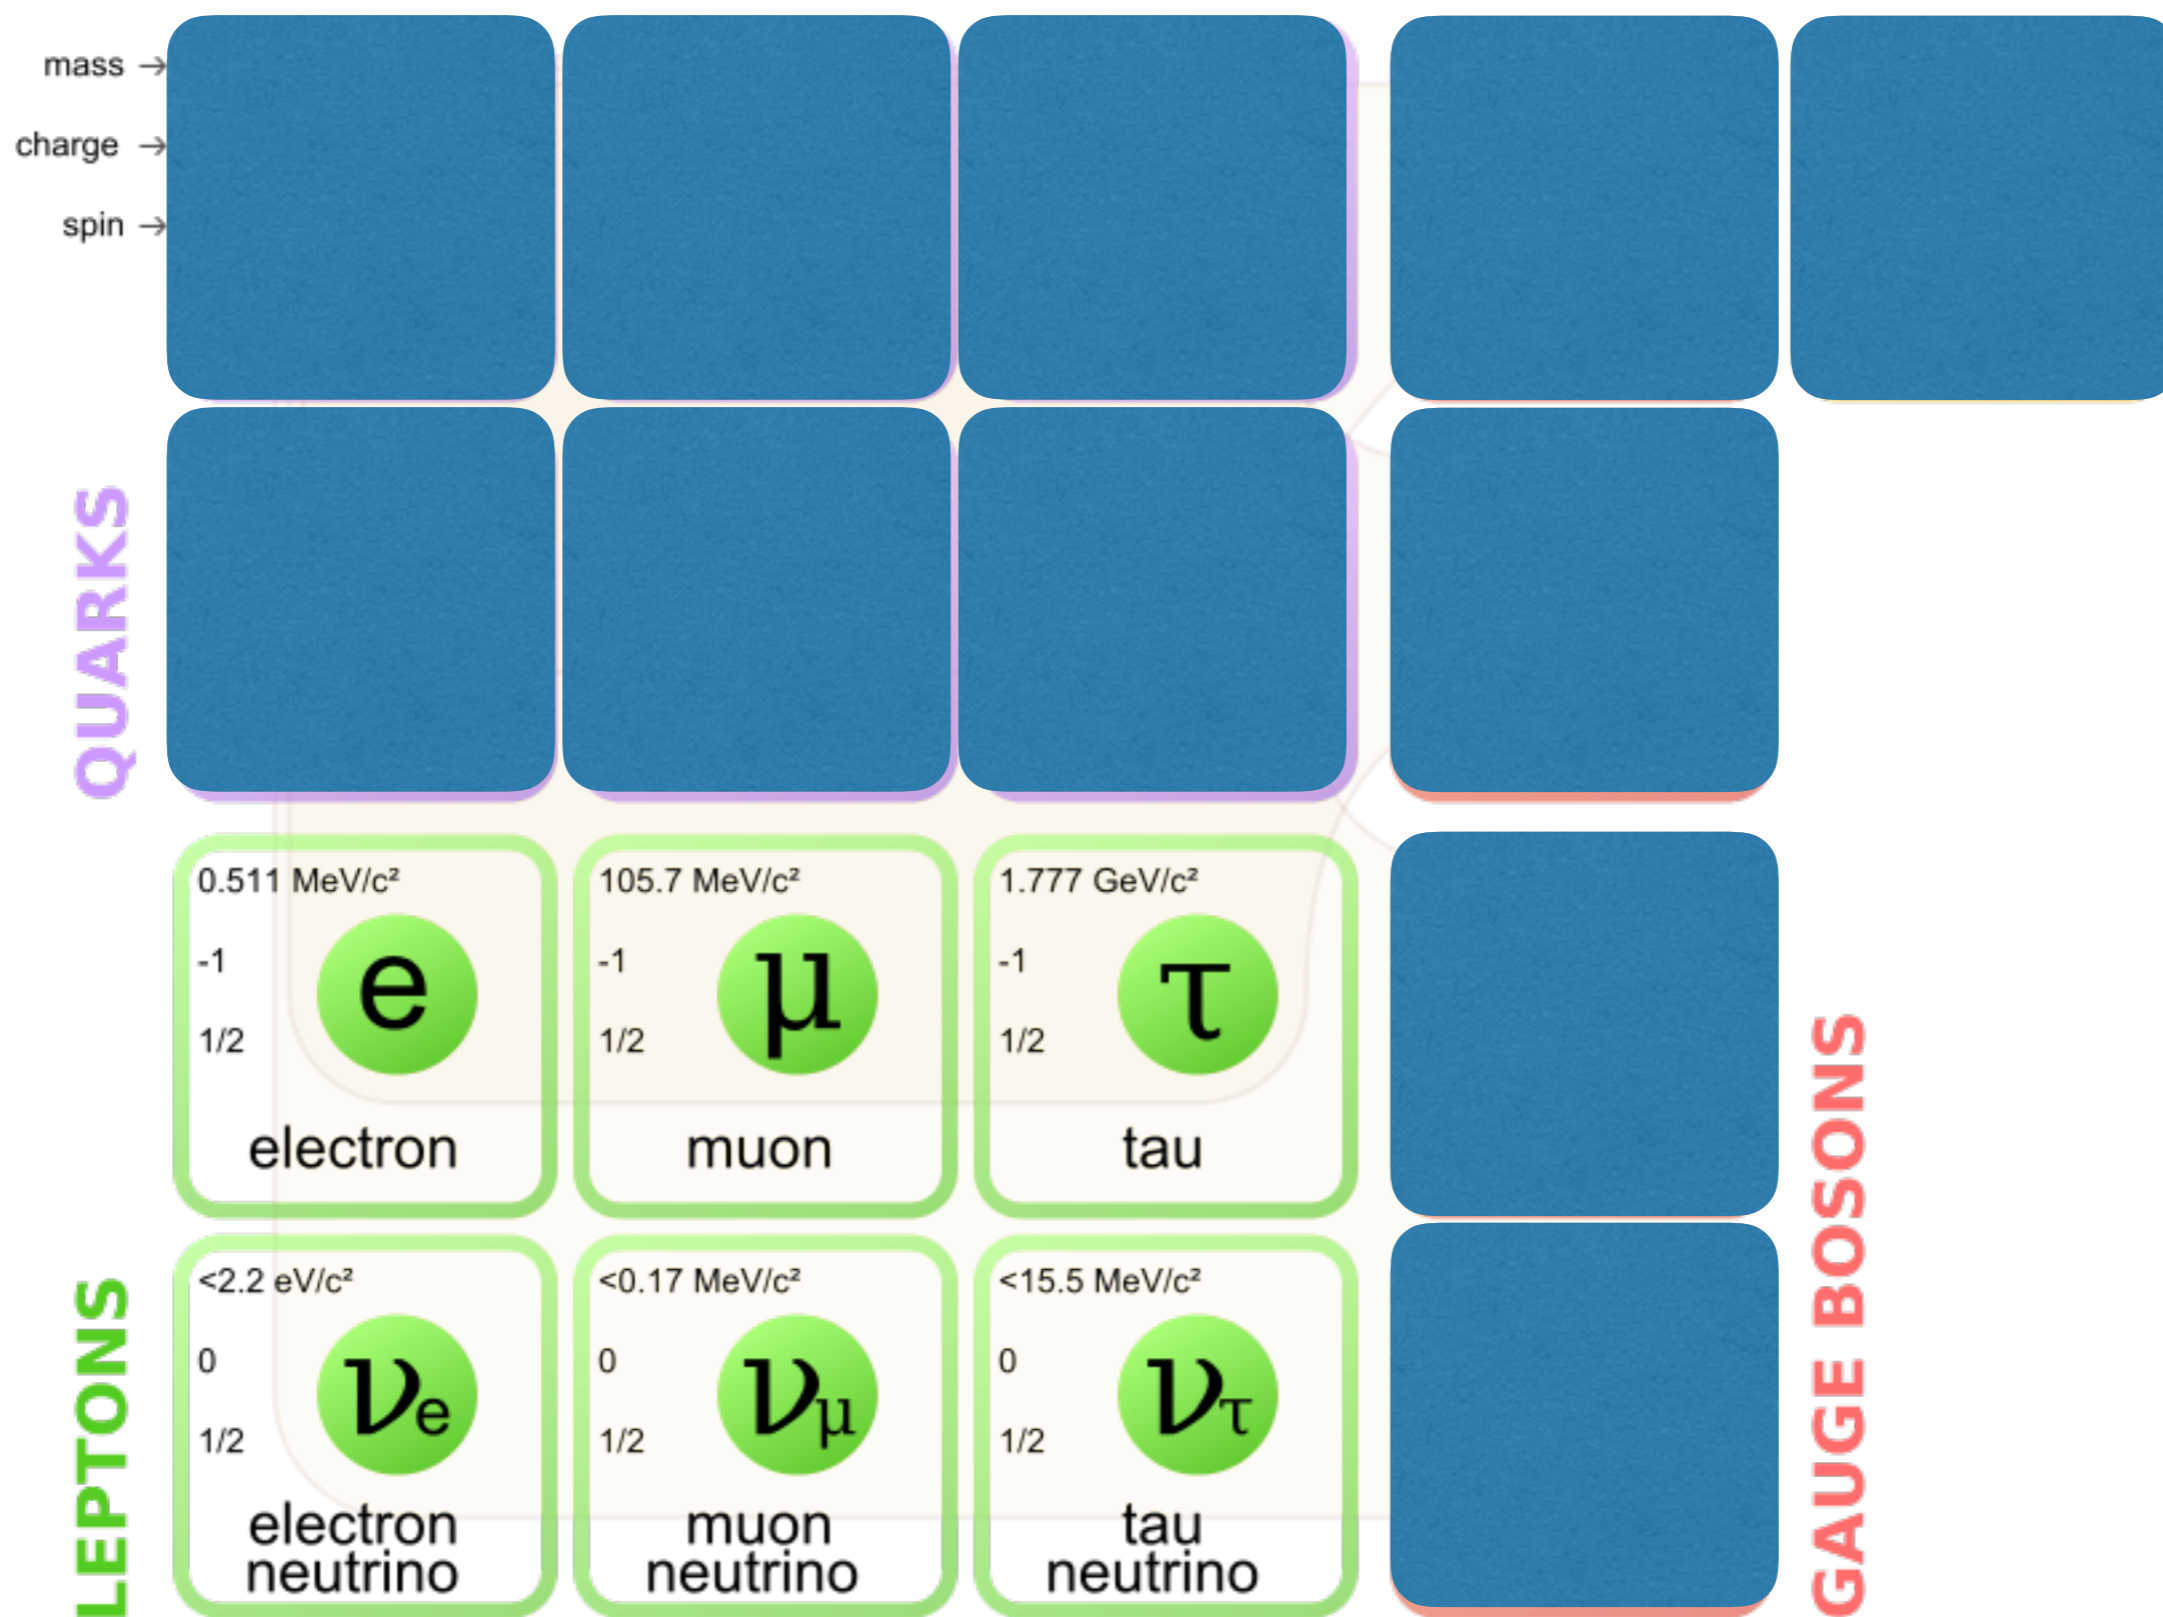 mass →
charge →
spin →
QUARKS
0.511 MeV/c²
-1
1/2
e
electron
105.7 MeV/c²
-1
1/2
μ
muon
1.777 GeV/c²
-1
1/2
τ
tau
LEPTONS
<2.2 eV/c²
0
1/2
νe
electron
neutrino
<0.17 MeV/c²
0
1/2
νμ
muon
neutrino
<15.5 MeV/c²
0
1/2
ντ
tau
neutrino
GAUGE BOSONS